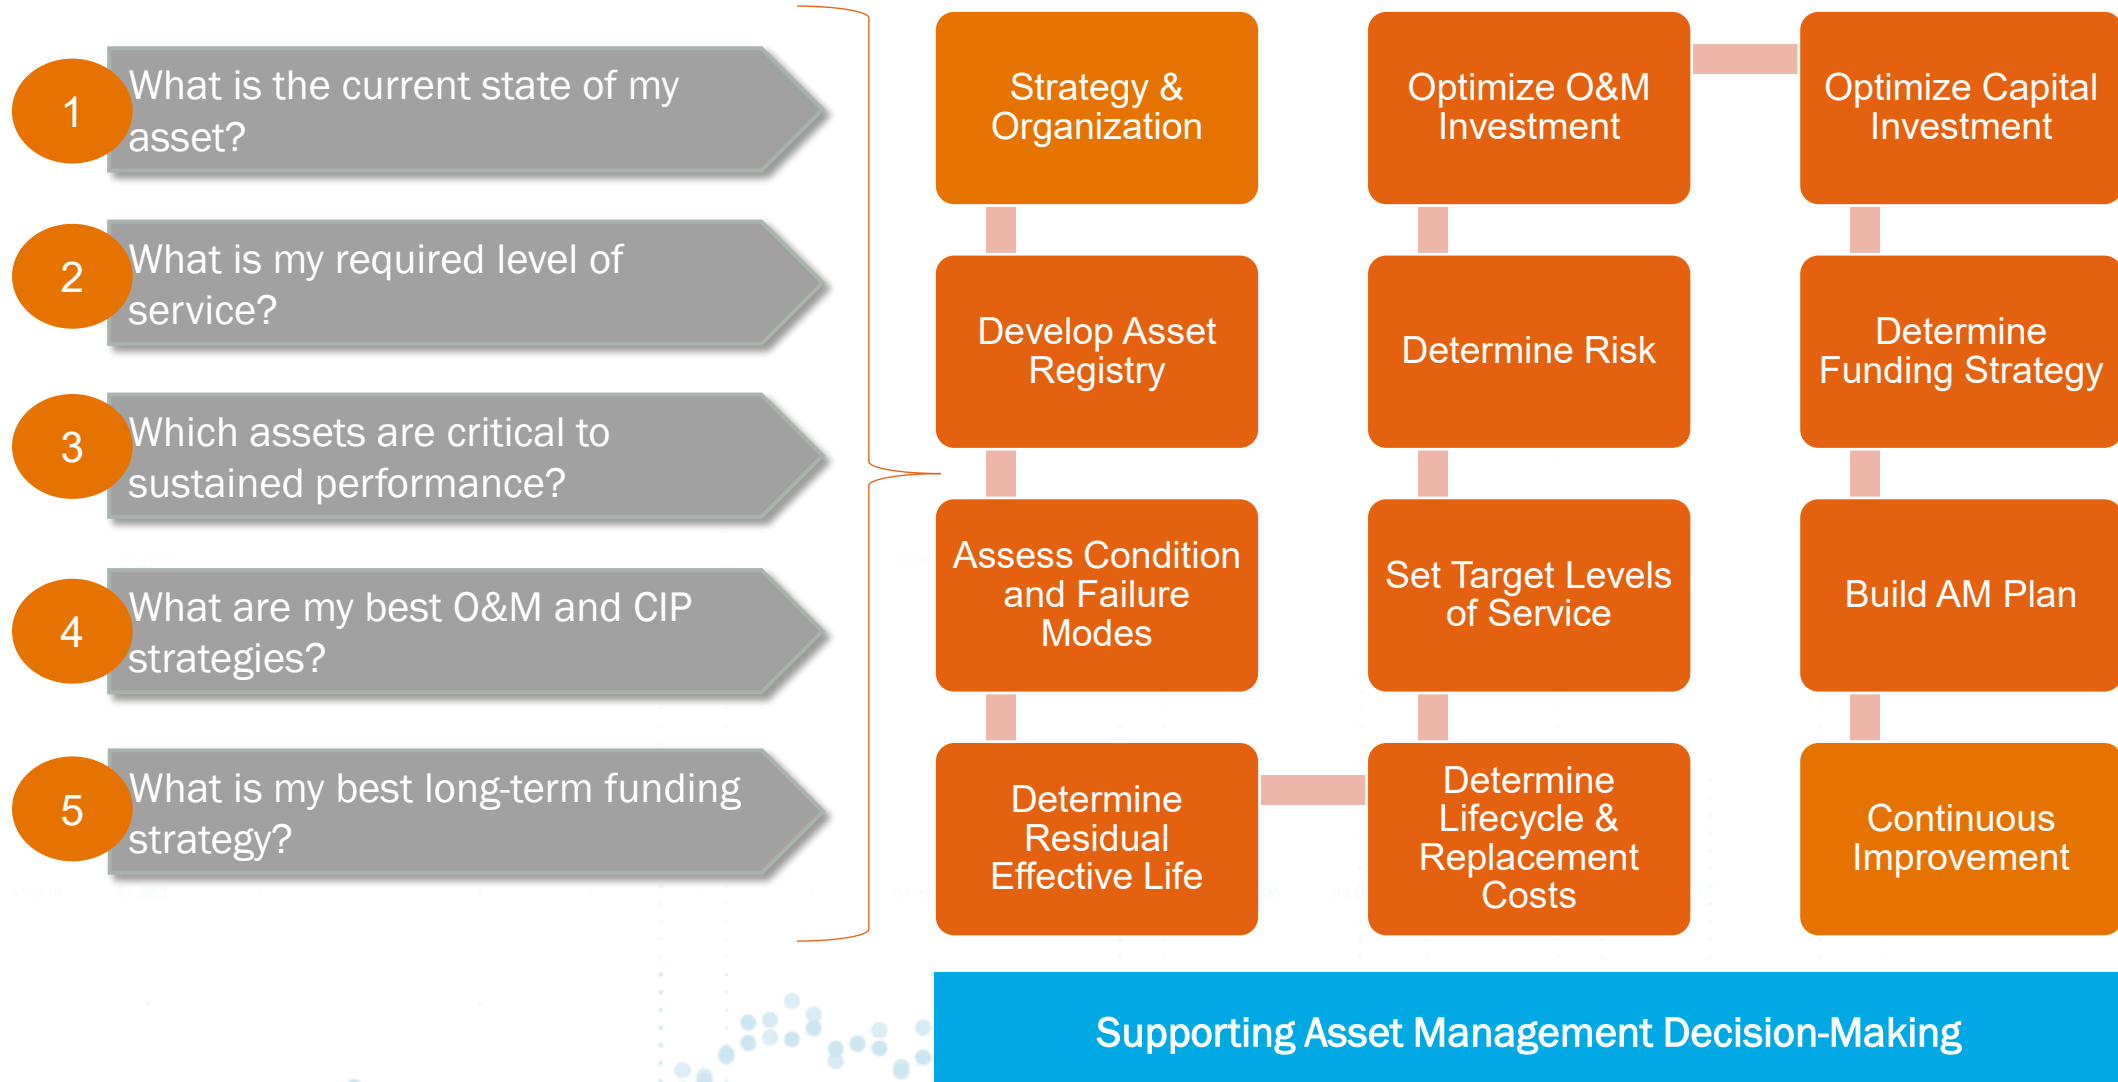 1
What is the current state of my
asset?
2
What is my required level of
service?
3
Which assets are critical to
sustained performance?
4
What are my best O&M and CIP
strategies?
5
What is my best long-term funding
strategy?
Strategy &
Organization
Develop Asset
Registry
Assess Condition
and Failure
Modes
Determine
Residual
Effective Life
Determine
Lifecycle &
Replacement
Costs
Set Target Levels
of Service
Determine Risk
Optimize O&M
Investment
Optimize Capital
Investment
Determine
Funding Strategy
Build AM Plan
Continuous
Improvement
Supporting Asset Management Decision-Making